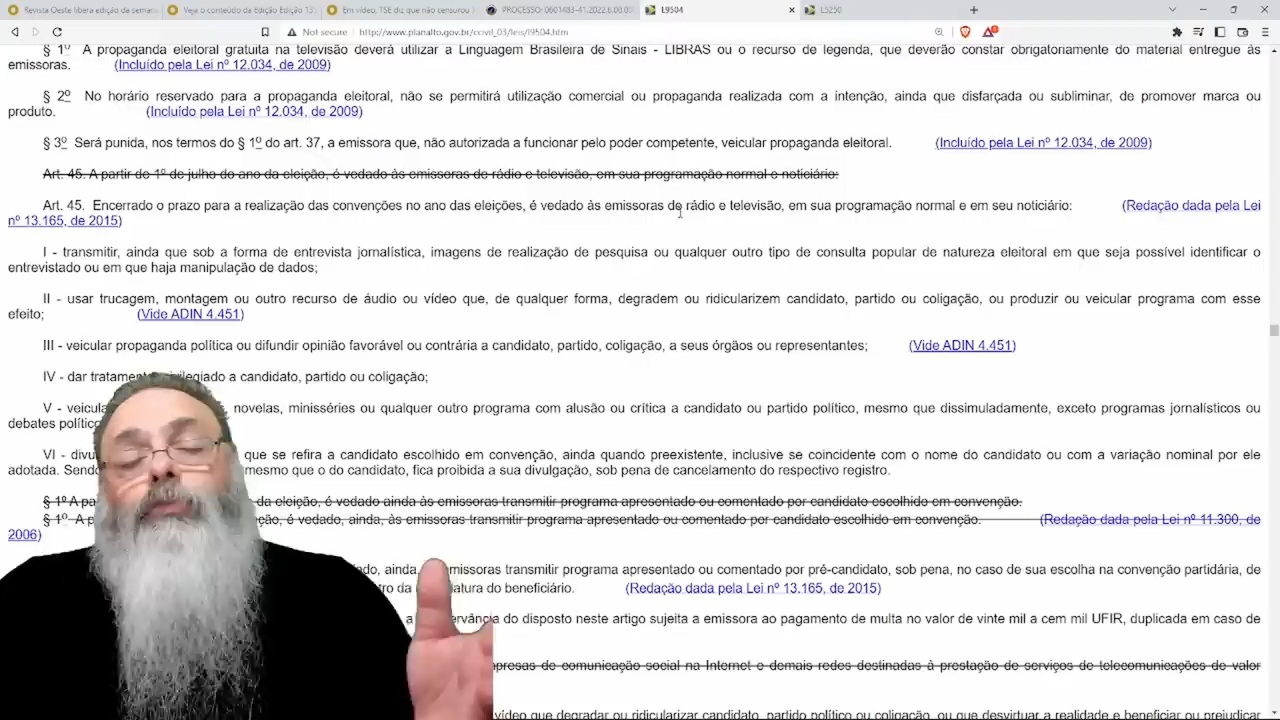 Revista Oeste libera edição da semana
Veja o conteúdo da Edição Edição 13
Em vídeo, TSE diz que não censurou
PROCESSO: 0601483-41.2022.6.00.00
L9504
L5250
Not secure http://www.planalto.gov.br/ccivil_03/leis/l9504.htm
§ 1º A propaganda eleitoral gratuita na televisão deverá utilizar a Linguagem Brasileira de Sinais - LIBRAS ou o recurso de legenda, que deverão constar obrigatoriamente do material entregue às
emissoras. (Incluído pela Lei nº 12.034, de 2009)
§ 2º No horário reservado para a propaganda eleitoral, não se permitirá utilização comercial ou propaganda realizada com a intenção, ainda que disfarçada ou subliminar, de promover marca ou
produto. (Incluído pela Lei nº 12.034, de 2009)
§ 3º Será punida, nos termos do § 1º do art. 37, a emissora que, não autorizada a funcionar pelo poder competente, veicular propaganda eleitoral. (Incluído pela Lei nº 12.034, de 2009)
Art. 45. A partir de 1º de julho do ano da eleição, é vedado às emissoras de rádio e televisão, em sua programação normal e noticiário:
Art. 45. Encerrado o prazo para a realização das convenções no ano das eleições, é vedado às emissoras de rádio e televisão, em sua programação normal e em seu noticiário: (Redação dada pela Lei
nº 13.165, de 2015)
I - transmitir, ainda que sob a forma de entrevista jornalística, imagens de realização de pesquisa ou qualquer outro tipo de consulta popular de natureza eleitoral em que seja possível identificar o
entrevistado ou em que haja manipulação de dados;
II - usar trucagem, montagem ou outro recurso de áudio ou vídeo que, de qualquer forma, degradem ou ridicularizem candidato, partido ou coligação, ou produzir ou veicular programa com esse
efeito; (Vide ADIN 4.451)
III - veicular propaganda política ou difundir opinião favorável ou contrária a candidato, partido, coligação, a seus órgãos ou representantes; (Vide ADIN 4.451)
IV - dar tratame vilegiado a candidato, partido ou coligação;
V - veicula , novelas, minisséries ou qualquer outro programa com alusão ou crítica a candidato ou partido político, mesmo que dissimuladamente, exceto programas jornalísticos ou
debates político
VI - divu que se refira a candidato escolhido em convenção, ainda quando preexistente, inclusive se coincidente com o nome do candidato ou com a variação nominal por ele
adotada. Send mesmo que o do candidato, fica proibida a sua divulgação, sob pena de cancelamento do respectivo registro.
§ 1º A pa da eleição, é vedado ainda às emissoras transmitir programa apresentado ou comentado por candidato escolhido em convenção.
§ 1º A p ção, é vedado, ainda, às emissoras transmitir programa apresentado ou comentado por candidato escolhido em convenção. (Redação dada pela Lei nº 11.300, de
2006)
ado, ainda, missoras transmitir programa apresentado ou comentado por pré-candidato, sob pena, no caso de sua escolha na convenção partidária, de
tro da atura do beneficiário. (Redação dada pela Lei nº 13.165, de 2015)
a ervância do disposto neste artigo sujeita a emissora ao pagamento de multa no valor de vinte mil a cem mil UFIR, duplicada em caso de
presas de comunicação social na Internet e demais redes destinadas à prestação de serviços de telecomunicações de valor
vídeo que degradar ou ridicularizar candidato, partido político ou coligação, ou que desvirtuar a realidade e beneficiar ou prejudicar